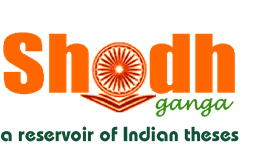 Shodh
ganga
a reservoir of Indian theses